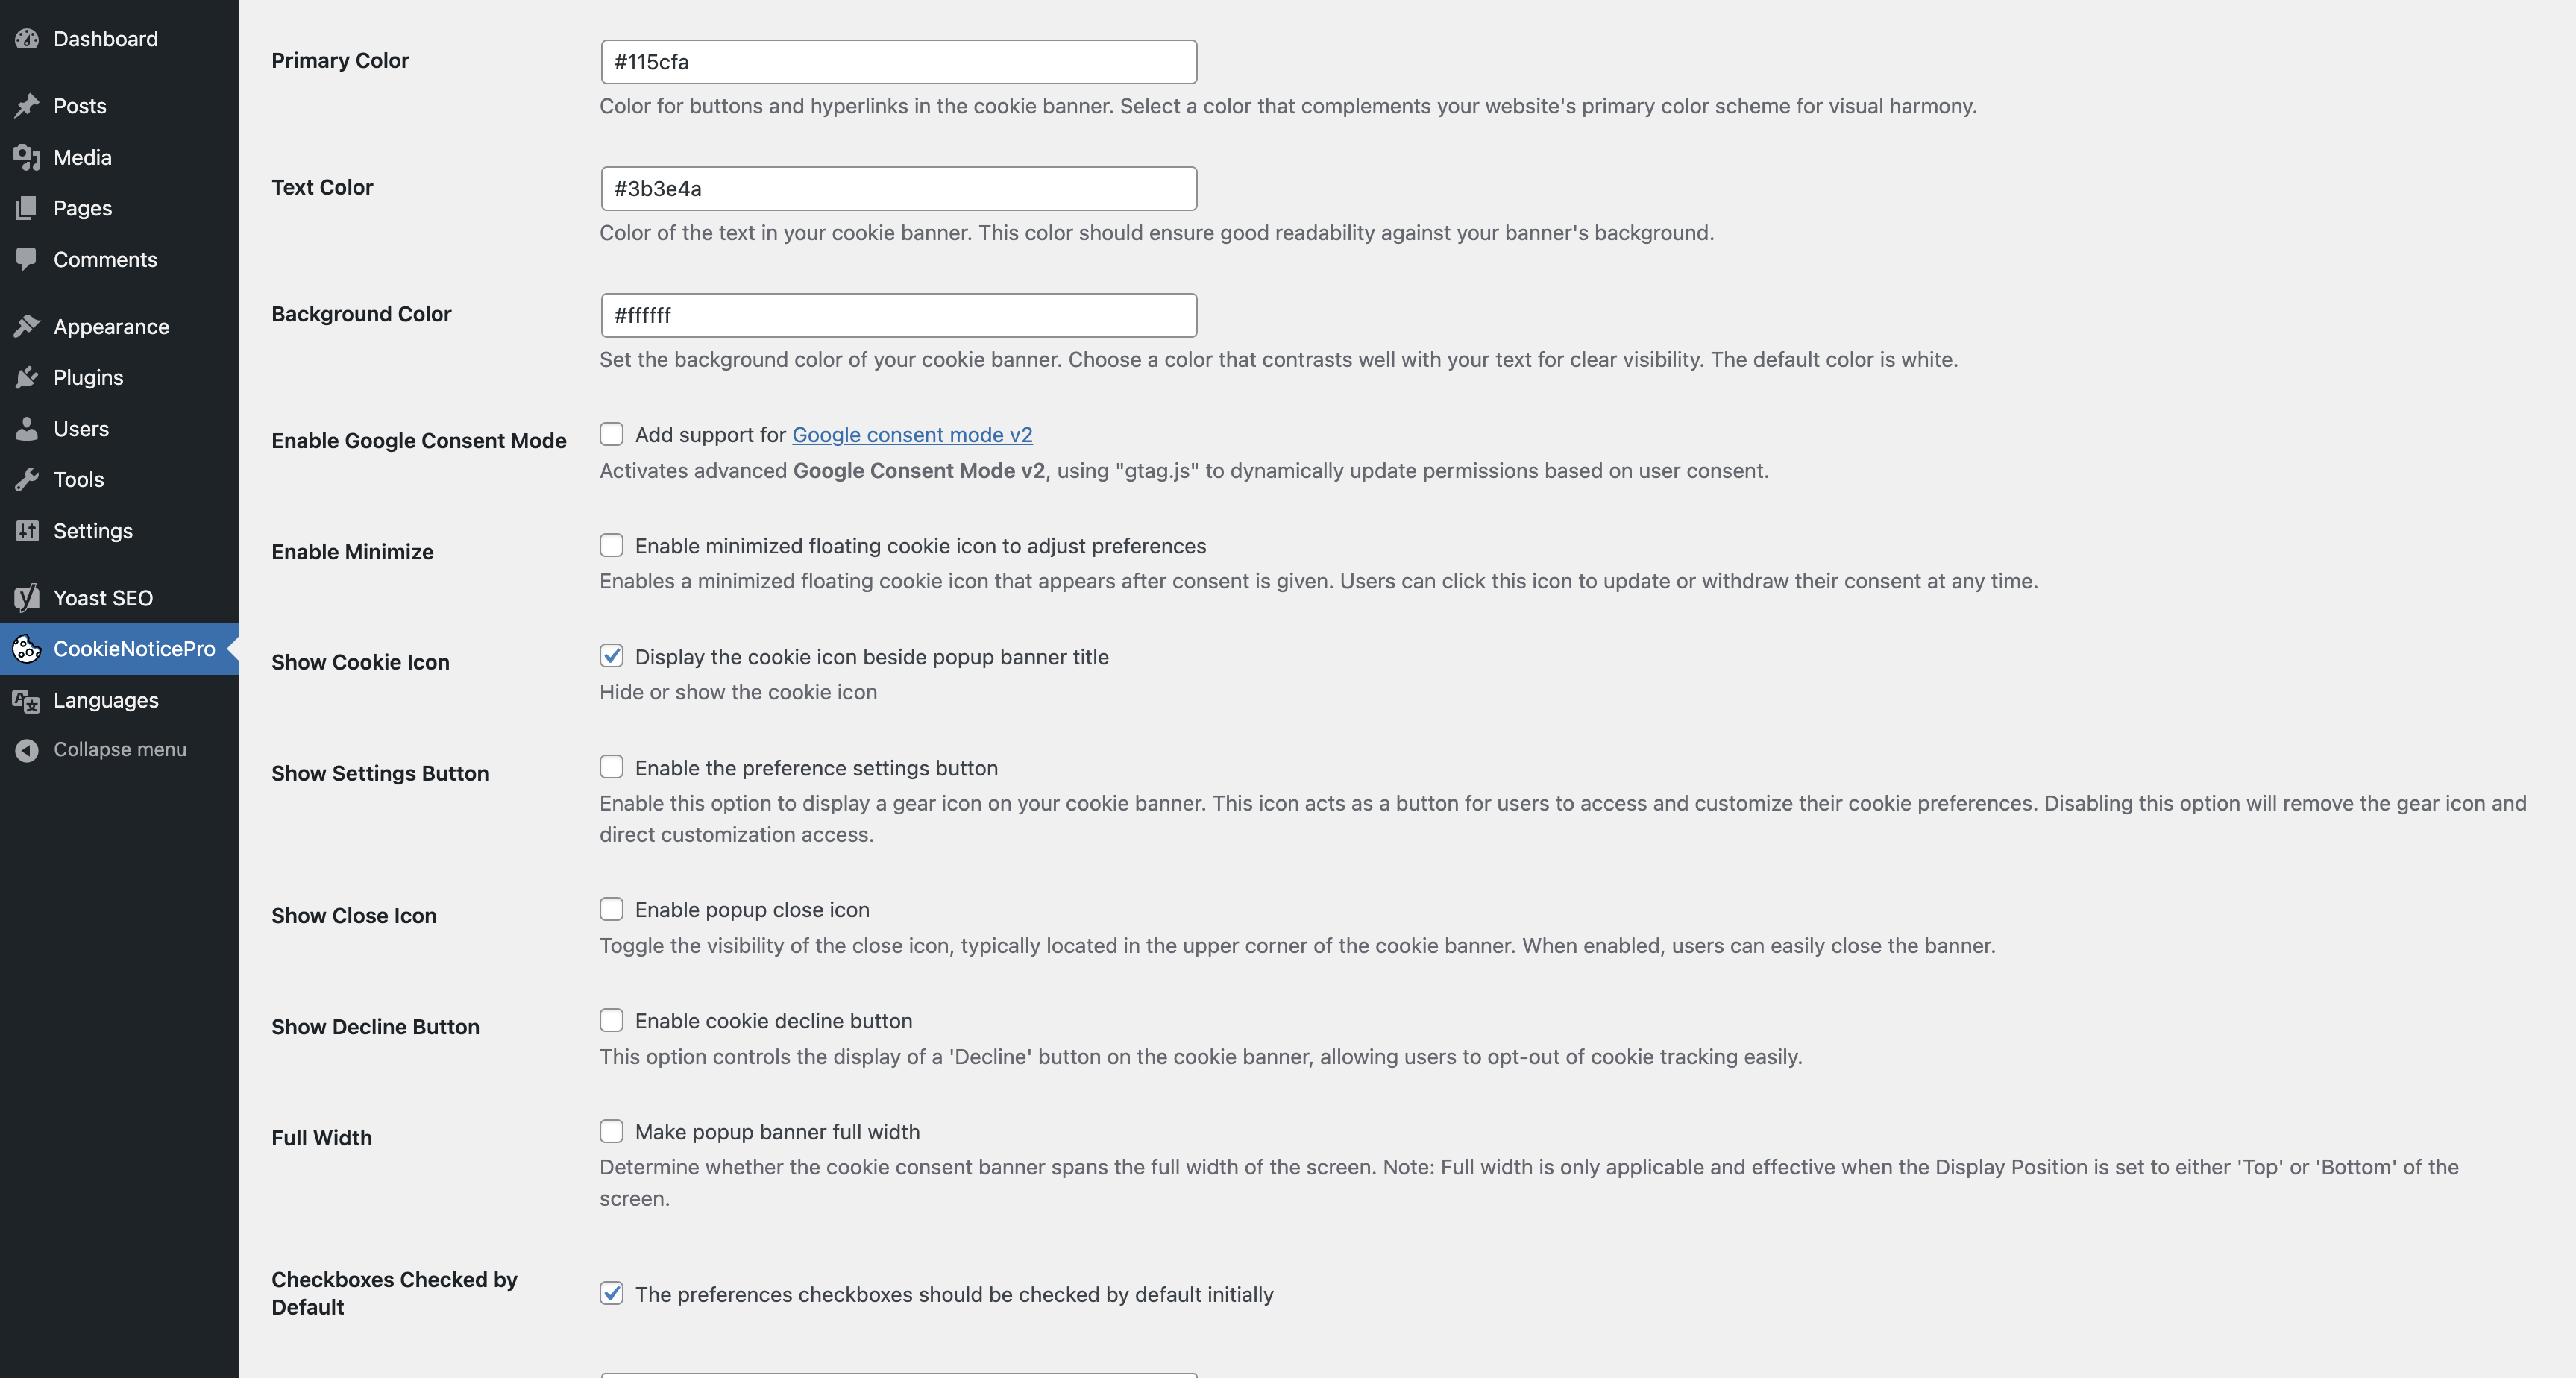 Dashboard
Posts
Media
Pages
Comments
Appearance
Plugins
Users
Tools
Settings
Yoast SEO
CookieNoticePro
Languages
Collapse menu
Primary Color
#115cfa
Color for buttons and hyperlinks in the cookie banner. Select a color that complements your website's primary color scheme for visual harmony.
Text Color
#3b3e4a
Color of the text in your cookie banner. This color should ensure good readability against your banner's background.
Background Color
#ffffff
Set the background color of your cookie banner. Choose a color that contrasts well with your text for clear visibility. The default color is white.
Enable Google Consent Mode
Add support for Google consent mode v2
Activates advanced Google Consent Mode v2, using "gtag.js" to dynamically update permissions based on user consent.
Enable Minimize
Enable minimized floating cookie icon to adjust preferences
Enables a minimized floating cookie icon that appears after consent is given. Users can click this icon to update or withdraw their consent at any time.
Show Cookie Icon
Display the cookie icon beside popup banner title
Hide or show the cookie icon
Show Settings Button
Enable the preference settings button
Enable this option to display a gear icon on your cookie banner. This icon acts as a button for users to access and customize their cookie preferences. Disabling this option will remove the gear icon and
direct customization access.
Show Close Icon
Enable popup close icon
Toggle the visibility of the close icon, typically located in the upper corner of the cookie banner. When enabled, users can easily close the banner.
Show Decline Button
Enable cookie decline button
This option controls the display of a 'Decline' button on the cookie banner, allowing users to opt-out of cookie tracking easily.
Full Width
Make popup banner full width
Determine whether the cookie consent banner spans the full width of the screen. Note: Full width is only applicable and effective when the Display Position is set to either 'Top' or 'Bottom' of the
screen.
Checkboxes Checked by
Default
The preferences checkboxes should be checked by default initially